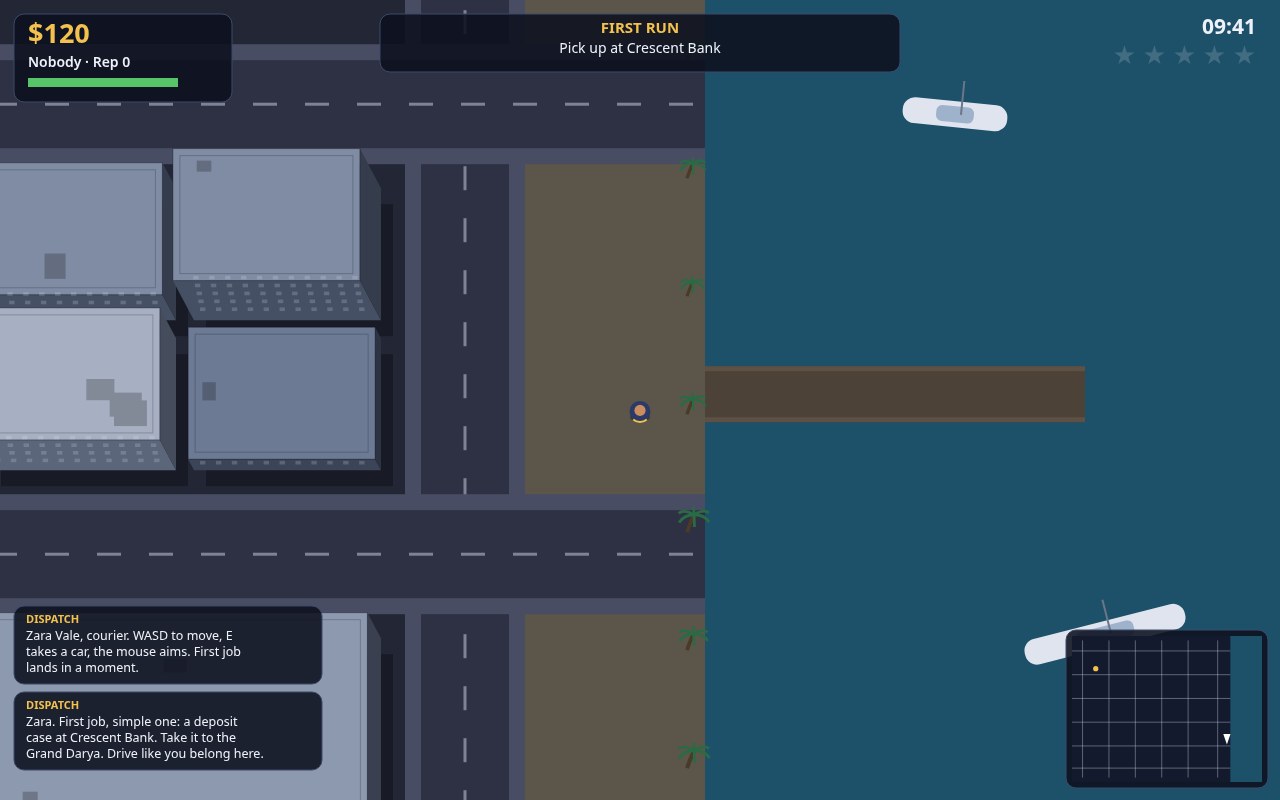 $120
Nobody · Rep 0
FIRST RUN
Pick up at Crescent Bank
09:41
DISPATCH
Zara Vale, courier. WASD to move, E
takes a car, the mouse aims. First job
lands in a moment.
DISPATCH
Zara. First job, simple one: a deposit
case at Crescent Bank. Take it to the
Grand Darya. Drive like you belong here.